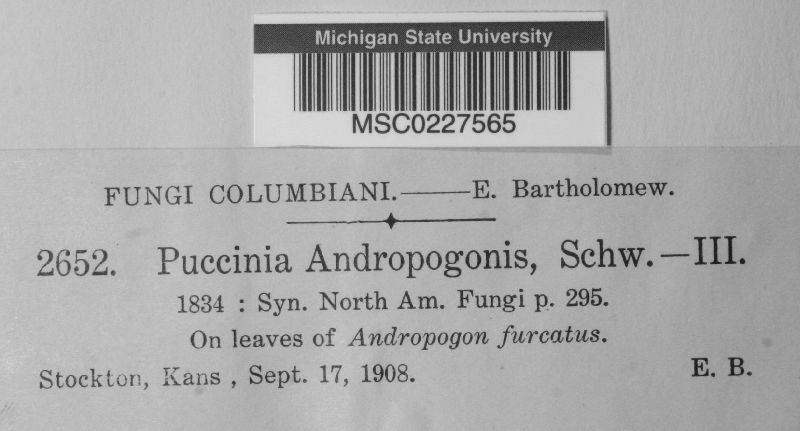 Michigan State University
MSC0227565
FUNGI COLUMBIANI.———E. Bartholomew.
2652. Puccinia Andropogonis, Schw.—III.
1834 : Syn. North Am. Fungi p. 295.
On leaves of Andropogon furcatus.
Stockton, Kans , Sept. 17, 1908. E. B.